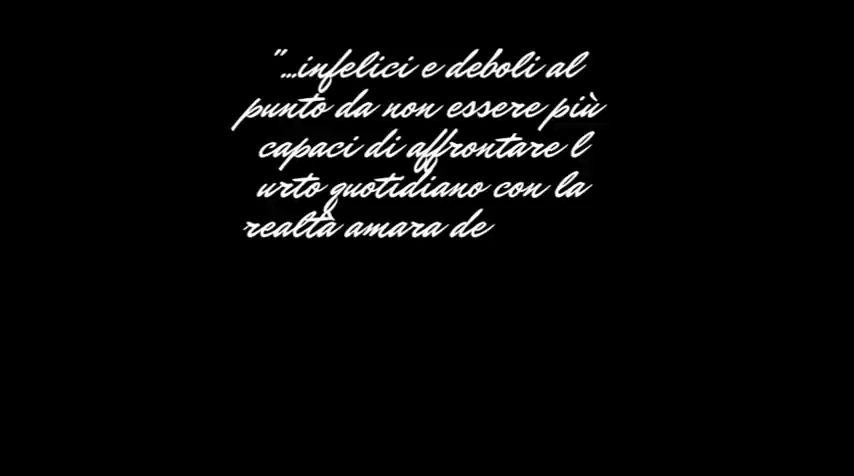 "...infelici e deboli al
punto da non essere più
capaci di affrontare l
urto quotidiano con la
realtà amara de